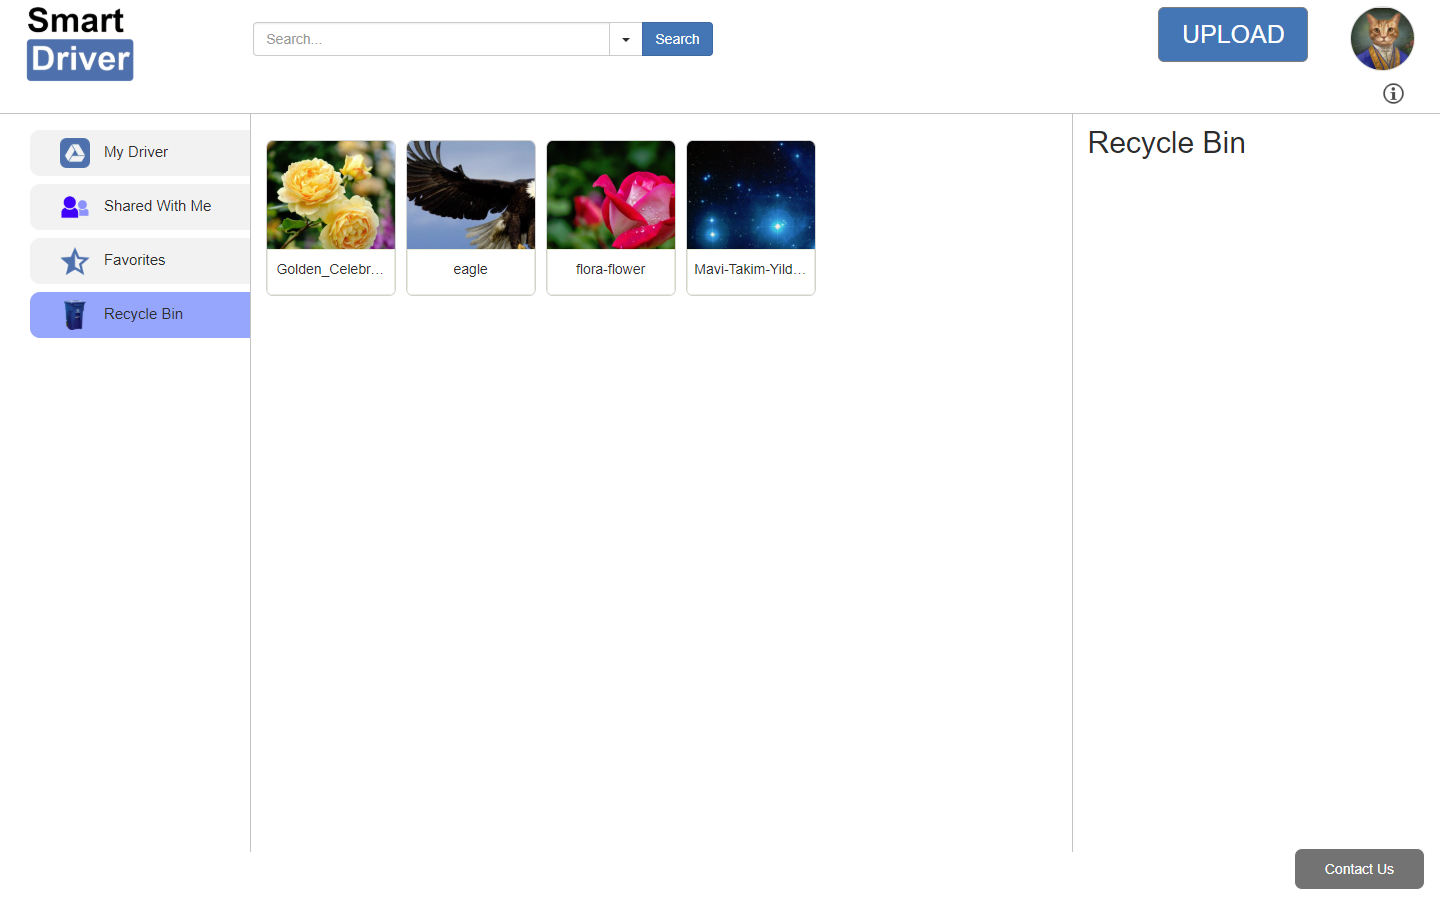 Smart
Driver
Search...
Search
UPLOAD
My Driver
Shared With Me
Favorites
Recycle Bin
Golden_Celebr...
eagle
flora-flower
Mavi-Takim-Yild...
Recycle Bin
Contact Us